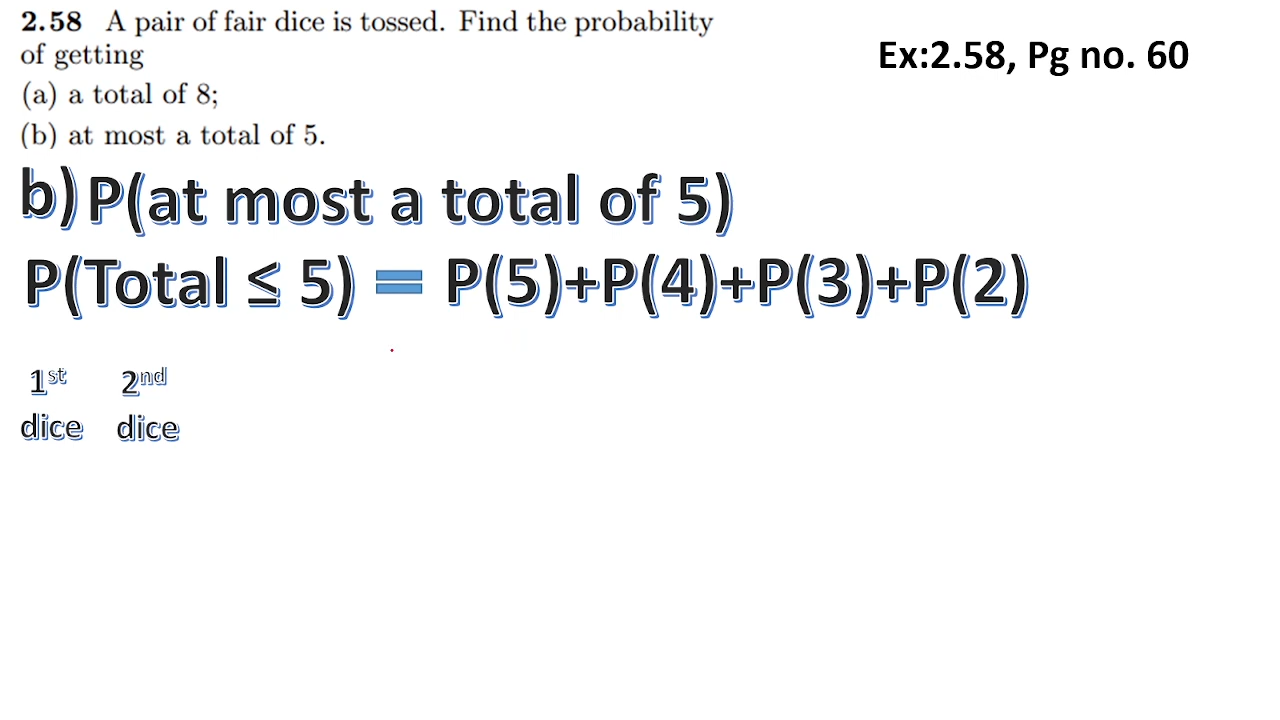 2.58 A pair of fair dice is tossed. Find the probability
of getting
(a) a total of 8;
(b) at most a total of 5.
Ex:2.58, Pg no. 60
b) P(at most a total of 5)
P(Total ≤ 5) = P(5)+P(4)+P(3)+P(2)
1st 2nd
dice dice